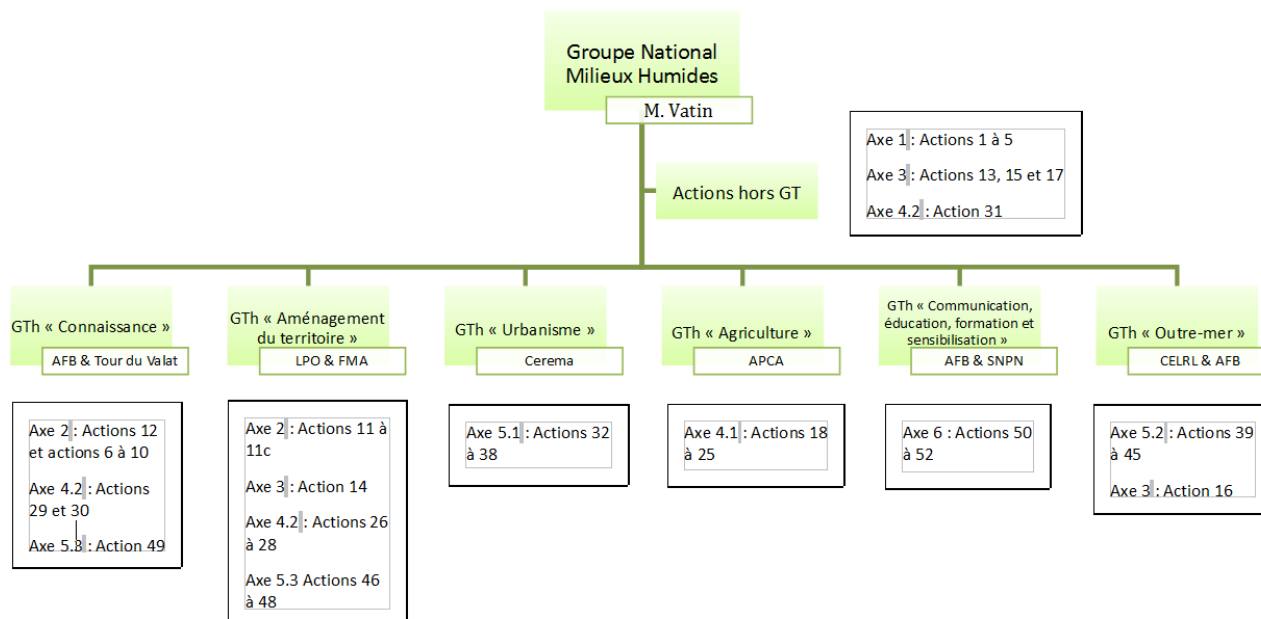 Groupe National
Milieux Humides
M. Vatin
Actions hors GT
Axe 1 : Actions 1 à 5
Axe 3 : Actions 13, 15 et 17
Axe 4.2 : Action 31
GTh « Connaissance »
AFB & Tour du Valat
Axe 2 : Actions 12
et actions 6 à 10
Axe 4.2 : Actions
29 et 30
Axe 5.3 : Action 49
GTh « Aménagement
du territoire »
LPO & FMA
Axe 2 : Actions 11 à
11c
Axe 3 : Action 14
Axe 4.2 : Actions 26
à 28
Axe 5.3 Actions 46
à 48
GTh « Urbanisme »
Cerema
Axe 5.1 : Actions 32
à 38
GTh « Agriculture »
APCA
Axe 4.1 : Actions 18
à 25
GTh « Communication,
éducation, formation et
sensibilisation »
AFB & SNPN
Axe 6 : Actions 50
à 52
GTh « Outre-mer »
CELRL & AFB
Axe 5.2 : Actions 39
à 45
Axe 3 : Action 16